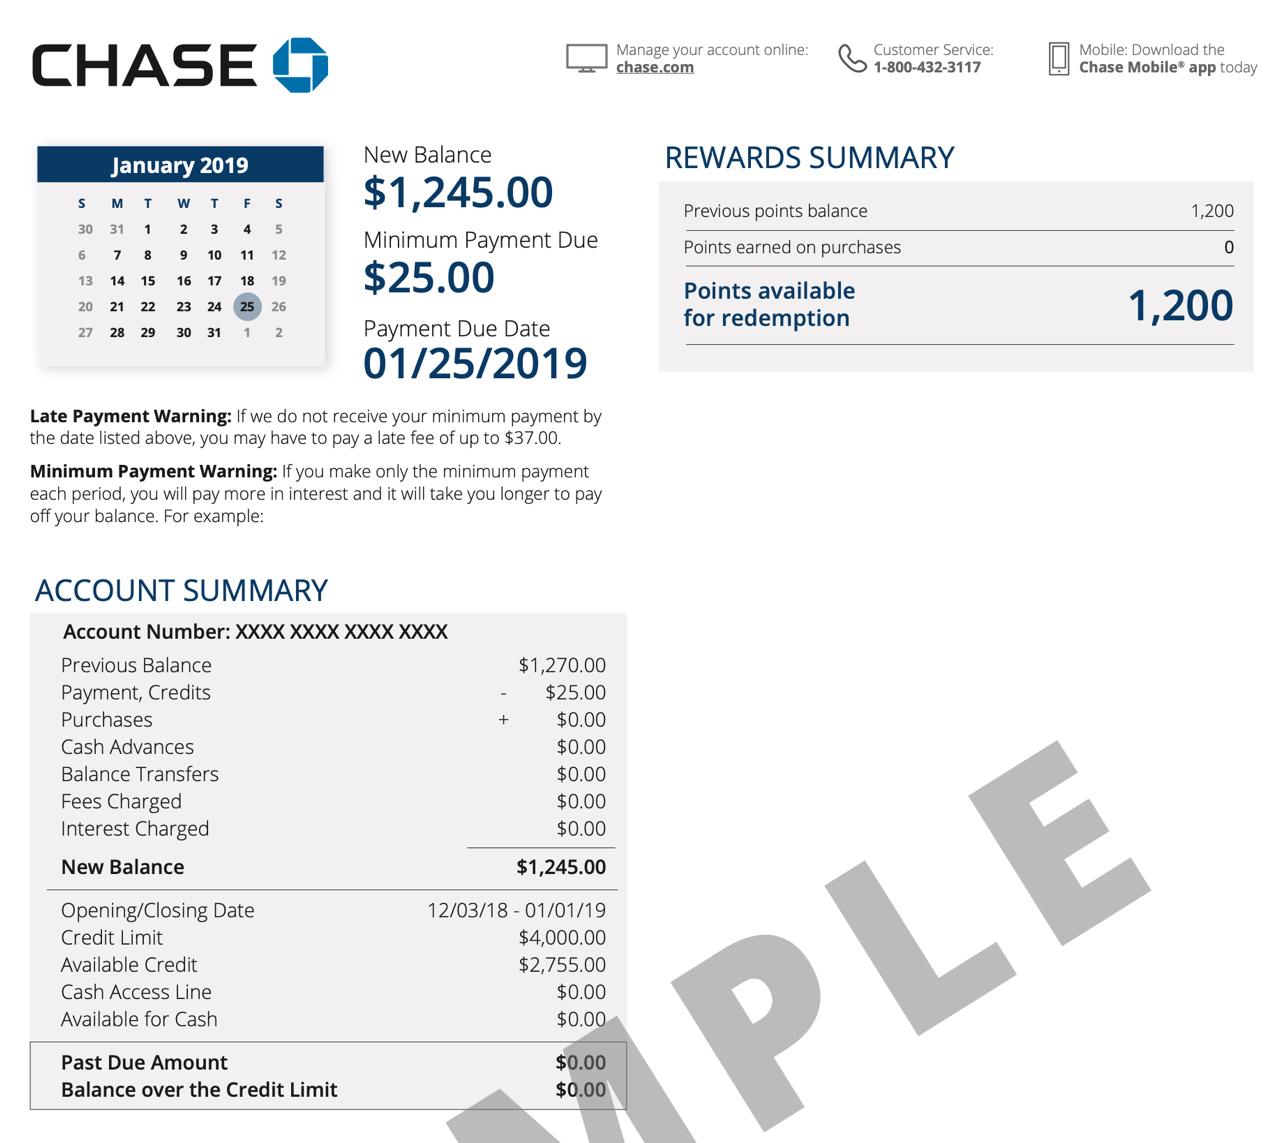 CHASE
Manage your account online:
chase.com
Customer Service:
1-800-432-3117
Mobile: Download the
Chase Mobile® app today
January 2019
S M T W T F S
30 31 1 2 3 4 5
6 7 8 9 10 11 12
13 14 15 16 17 18 19
20 21 22 23 24 25 26
27 28 29 30 31 1 2
New Balance
$1,245.00
Minimum Payment Due
$25.00
Payment Due Date
01/25/2019
REWARDS SUMMARY
Previous points balance 1,200
Points earned on purchases 0
Points available
for redemption 1,200
Late Payment Warning: If we do not receive your minimum payment by
the date listed above, you may have to pay a late fee of up to $37.00.
Minimum Payment Warning: If you make only the minimum payment
each period, you will pay more in interest and it will take you longer to pay
off your balance. For example:
ACCOUNT SUMMARY
Account Number: XXXX XXXX XXXX XXXX
Previous Balance $1,270.00
Payment, Credits - $25.00
Purchases + $0.00
Cash Advances $0.00
Balance Transfers $0.00
Fees Charged $0.00
Interest Charged $0.00
New Balance $1,245.00
Opening/Closing Date 12/03/18 - 01/01/19
Credit Limit $4,000.00
Available Credit $2,755.00
Cash Access Line $0.00
Available for Cash $0.00
Past Due Amount $0.00
Balance over the Credit Limit $0.00
MPLE